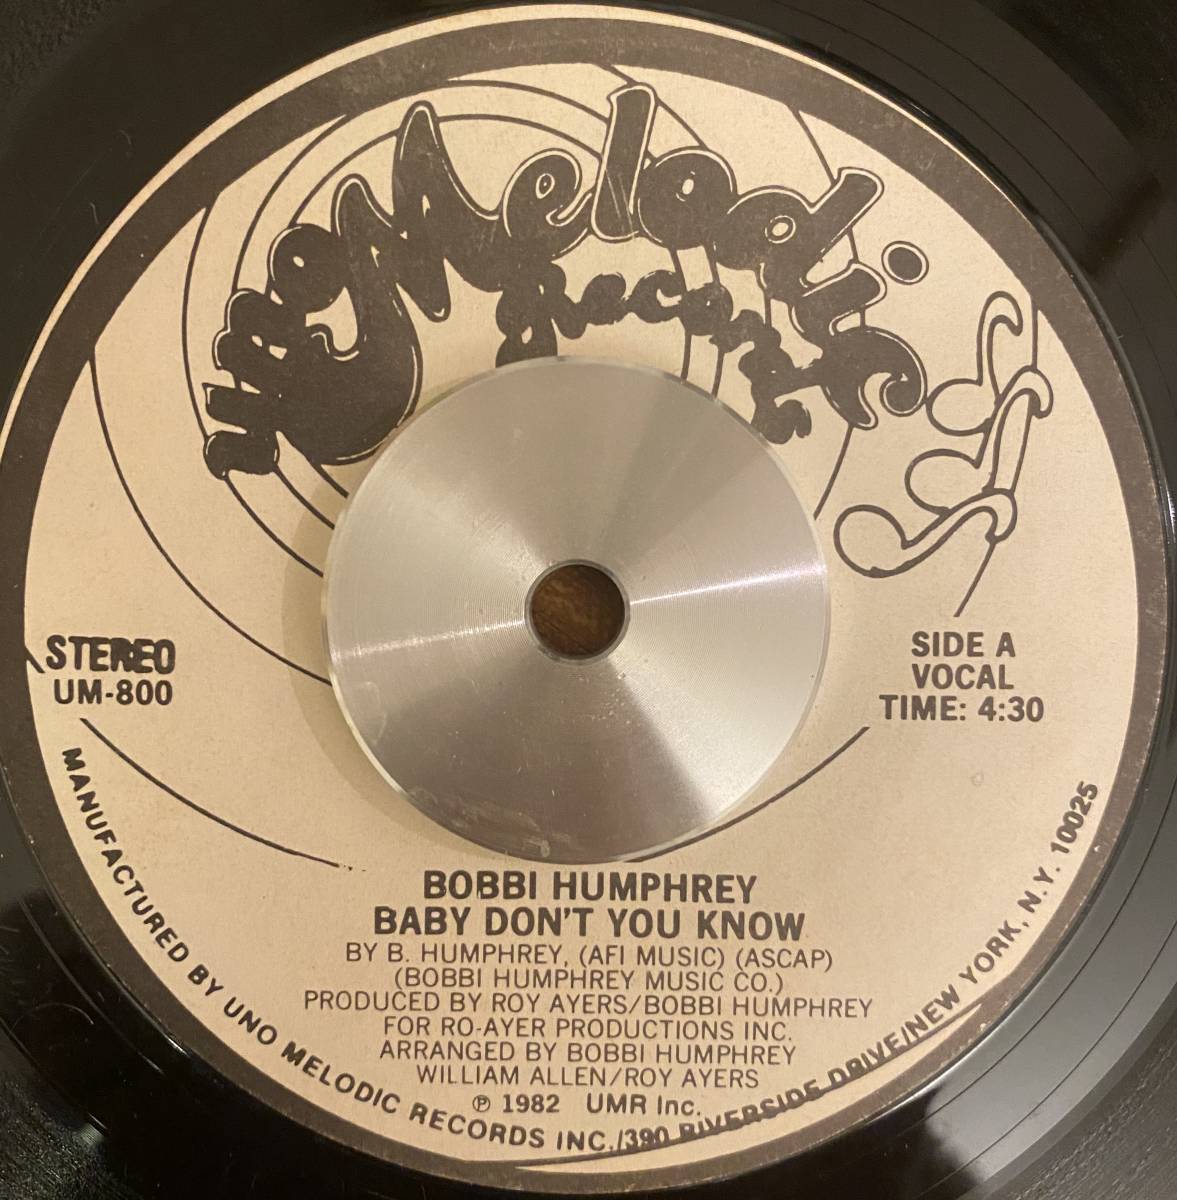 Uno Melodic
Records
STEREO
UM-800
SIDE A
VOCAL
TIME: 4:30
BOBBI HUMPHREY
BABY DON'T YOU KNOW
BY B. HUMPHREY, (AFI MUSIC) (ASCAP)
(BOBBI HUMPHREY MUSIC CO.)
PRODUCED BY ROY AYERS/BOBBI HUMPHREY
FOR RO-AYER PRODUCTIONS INC.
ARRANGED BY BOBBI HUMPHREY
WILLIAM ALLEN/ROY AYERS
℗ 1982 UMR Inc.
MANUFACTURED BY UNO MELODIC RECORDS INC./390 RIVERSIDE DRIVE/NEW YORK, N.Y. 10025